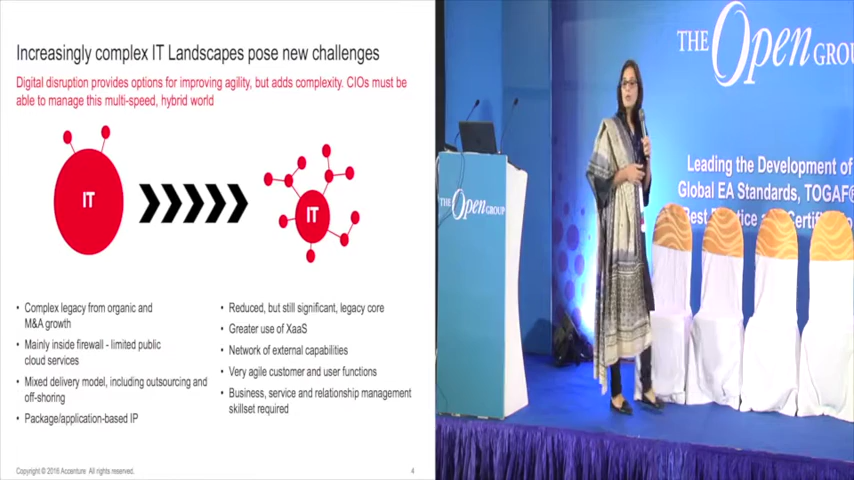 Increasingly complex IT Landscapes pose new challenges
Digital disruption provides options for improving agility, but adds complexity. CIOs must be
able to manage this multi-speed, hybrid world
IT
IT
• Complex legacy from organic and
M&A growth
• Mainly inside firewall - limited public
cloud services
• Mixed delivery model, including outsourcing and
off-shoring
• Package/application-based IP
• Reduced, but still significant, legacy core
• Greater use of XaaS
• Network of external capabilities
• Very agile customer and user functions
• Business, service and relationship management
skillset required
Copyright © 2016 Accenture All rights reserved.
4
THE Open GROU
Leading the Development of
Global EA Standards, TOGAF®
Best
THE Open GROUP